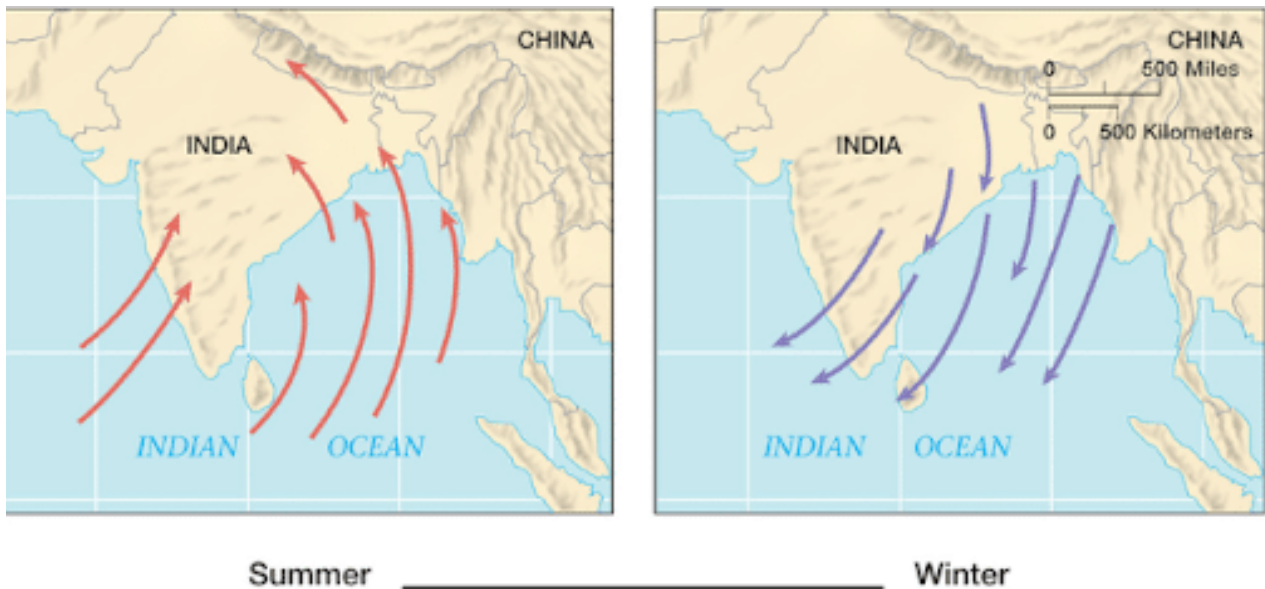 CHINA
INDIA
INDIAN OCEAN
CHINA
0 500 Miles
0 500 Kilometers
INDIA
INDIAN OCEAN
Summer
Winter